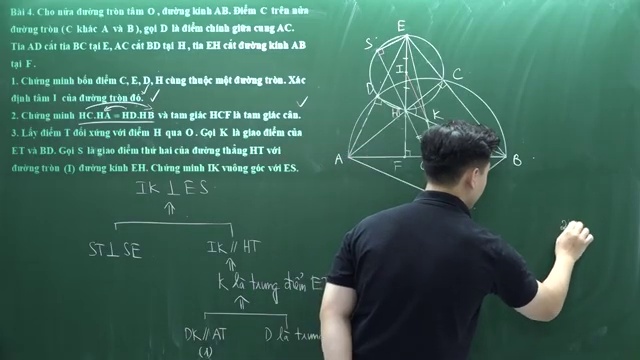 Bài 4. Cho nửa đường tròn tâm O , đường kính AB. Điểm C trên nửa
đường tròn (C khác A và B), gọi D là điểm chính giữa cung AC.
Tia AD cắt tia BC tại E, AC cắt BD tại H , tia EH cắt đường kính AB
tại F .
1. Chứng minh bốn điểm C, E, D, H cùng thuộc một đường tròn. Xác
định tâm I của đường tròn đó.
2. Chứng minh HC.HA = HD.HB và tam giác HCF là tam giác cân.
3. Lấy điểm T đối xứng với điểm H qua O . Gọi K là giao điểm của
ET và BD. Gọi S là giao điểm thứ hai của đường thẳng HT với
đường tròn (I) đường kính EH. Chứng minh IK vuông góc với ES.
E
S
I
D
C
H
K
A
F
B
IK ⊥ ES
⇑
ST ⊥ SE
IK // HT
⇑
K là trung điểm
⇑
DK // AT
D là trung
(1)